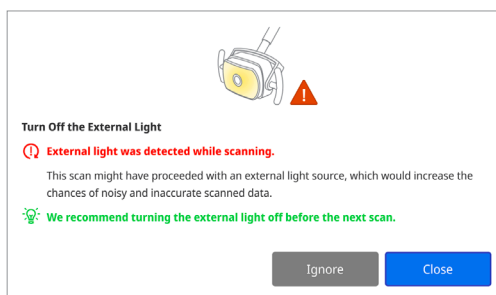 Turn Off the External Light
External light was detected while scanning.
This scan might have proceeded with an external light source, which would increase the
chances of noisy and inaccurate scanned data.
We recommend turning the external light off before the next scan.
Ignore
Close